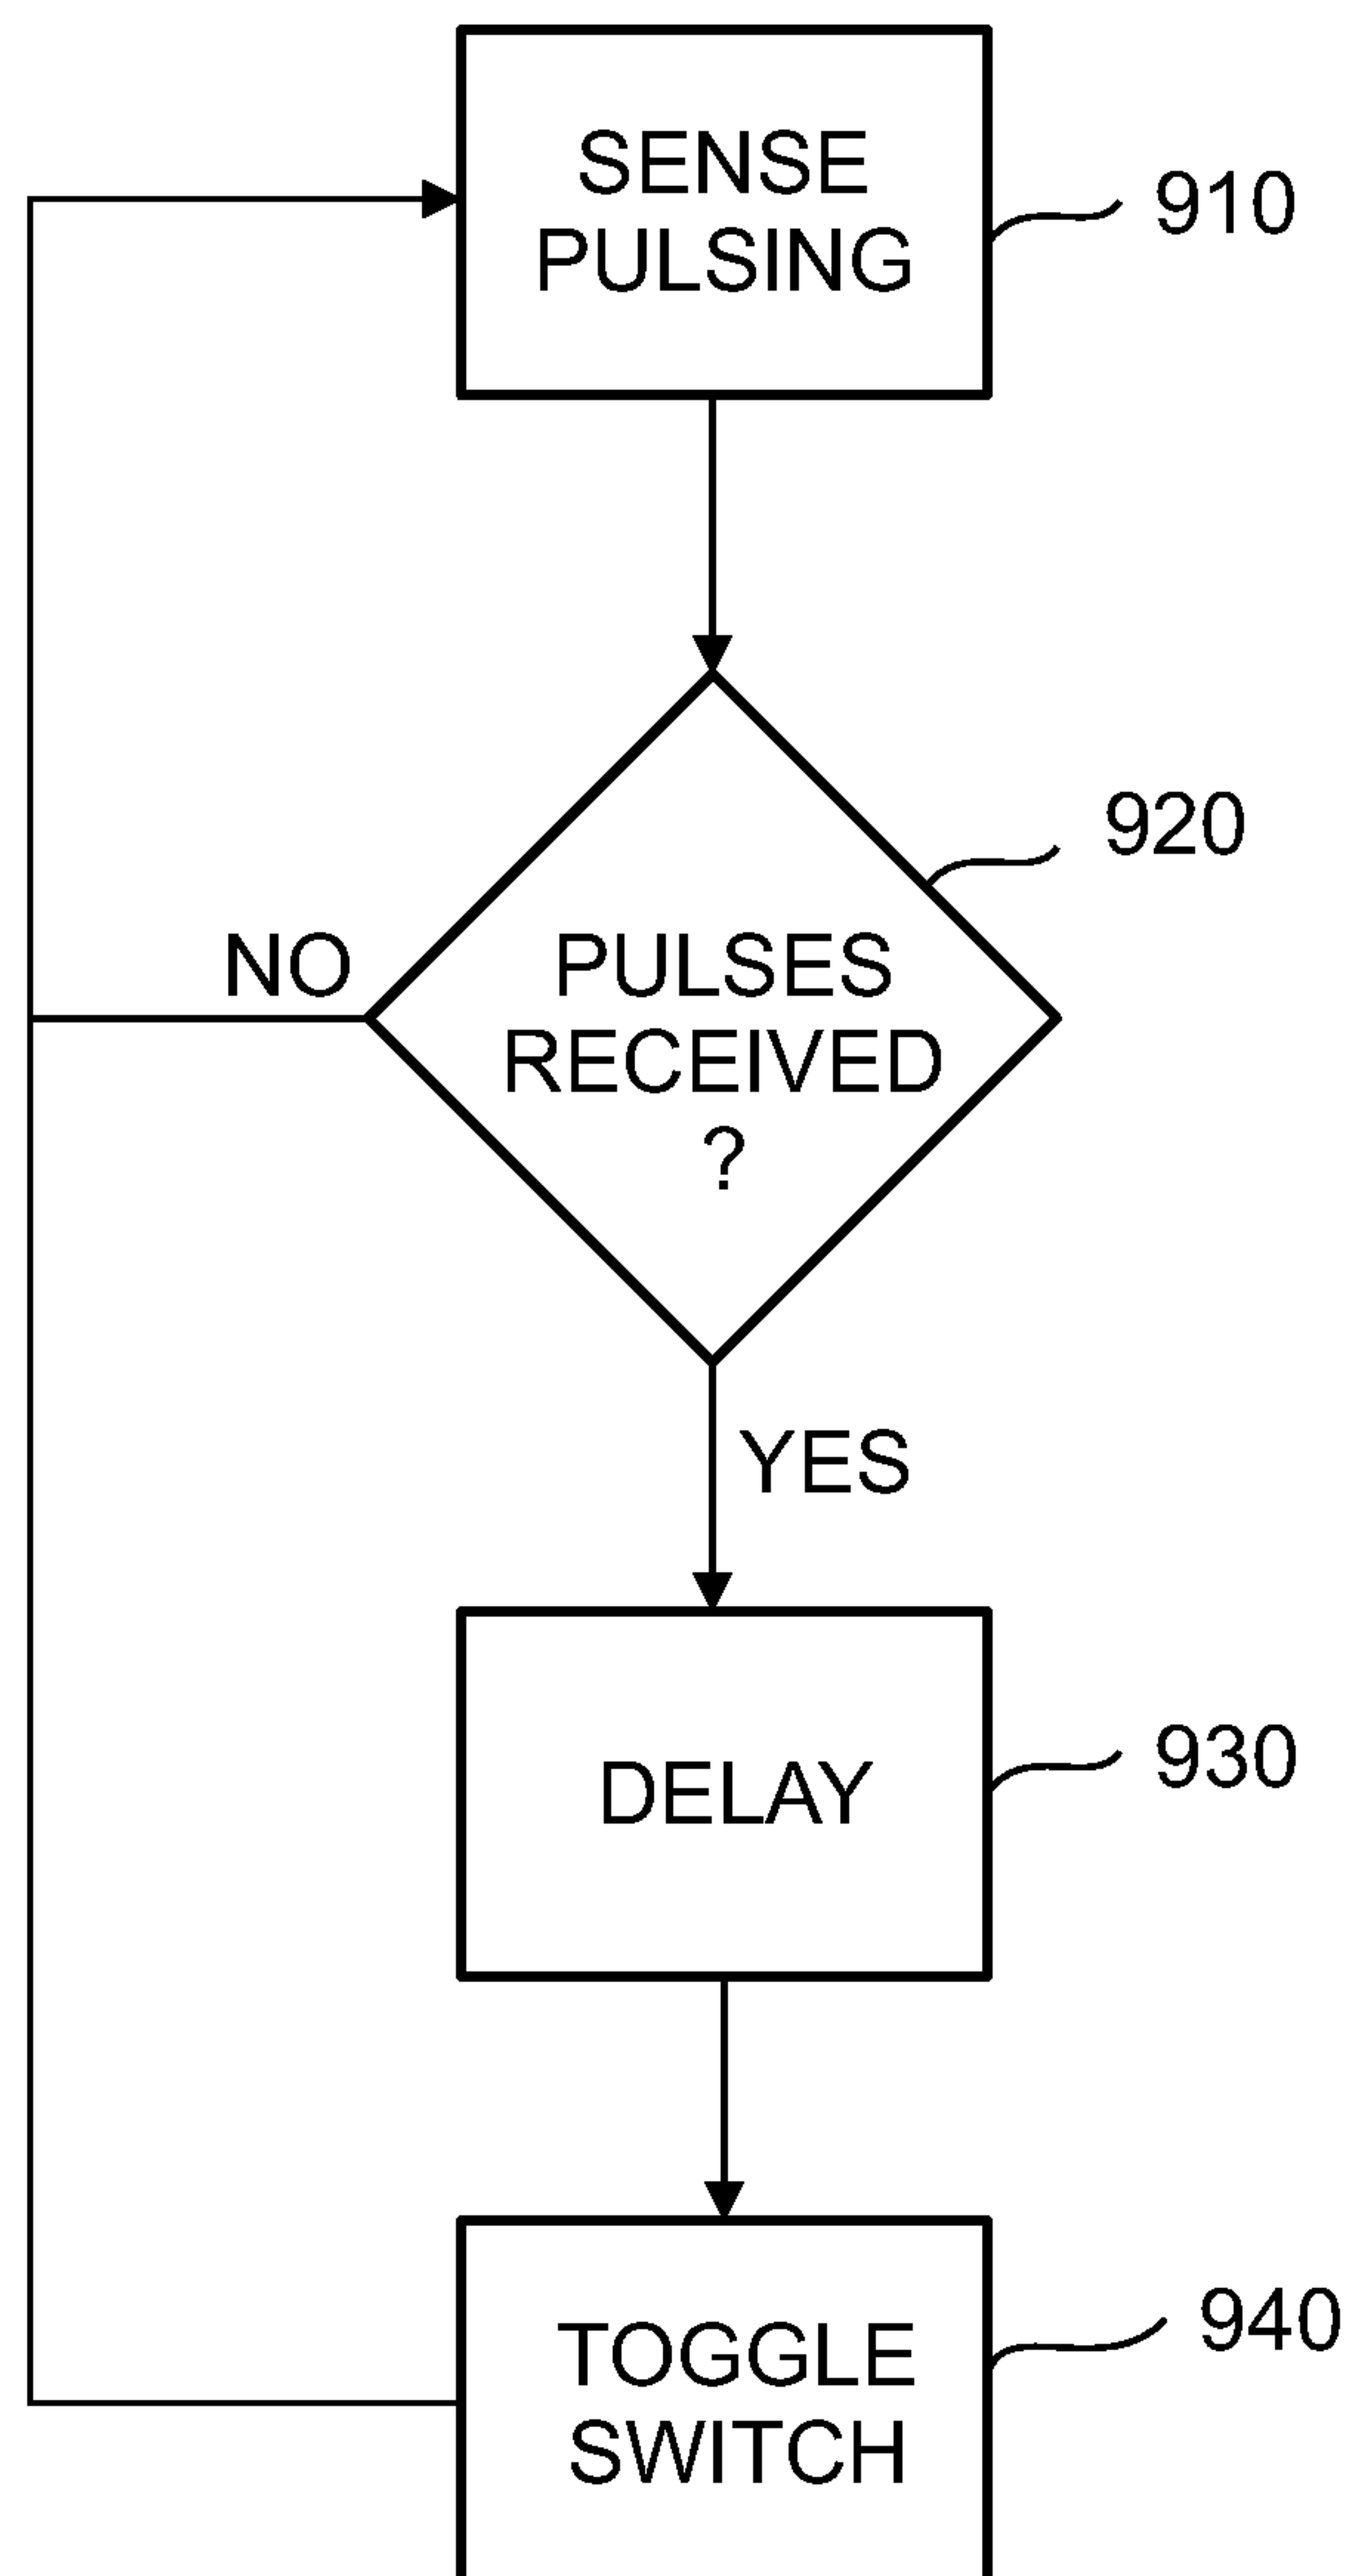 SENSE
PULSING
910
920
NO
PULSES
RECEIVED
?
YES
DELAY
930
TOGGLE
SWITCH
940